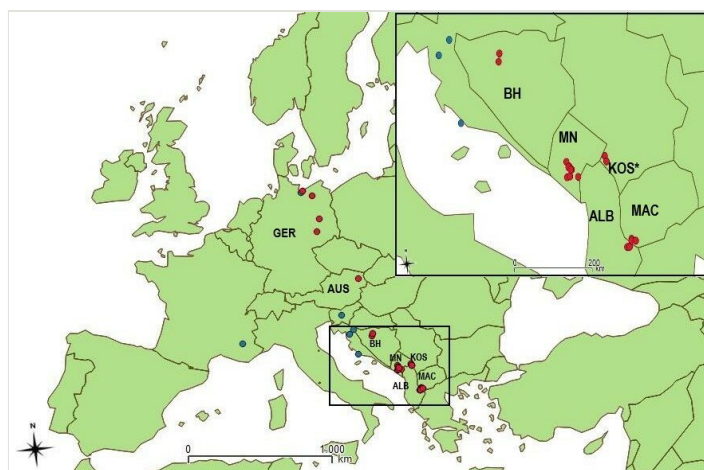 BH
MN
KOS*
ALB
MAC
0 200
km
GER
AUS
BH
MN
KOS
ALB
MAC
N
0 1.000
km